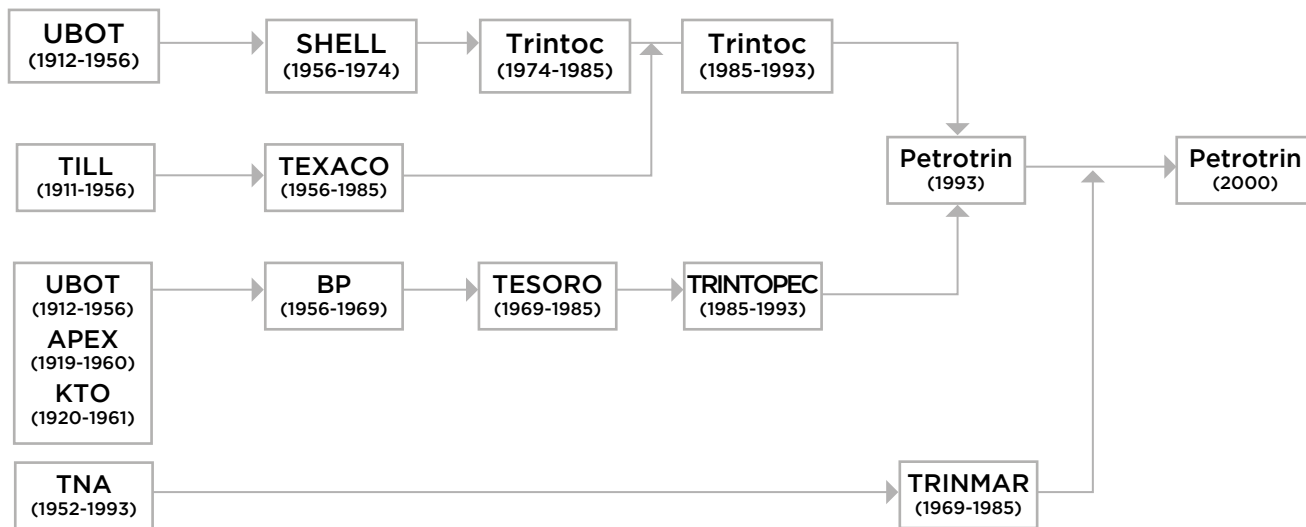 UBOT
(1912-1956)
SHELL
(1956-1974)
Trintoc
(1974-1985)
Trintoc
(1985-1993)
TILL
(1911-1956)
TEXACO
(1956-1985)
Petrotrin
(1993)
Petrotrin
(2000)
UBOT
(1912-1956)
APEX
(1919-1960)
KTO
(1920-1961)
BP
(1956-1969)
TESORO
(1969-1985)
TRINTOPEC
(1985-1993)
TNA
(1952-1993)
TRINMAR
(1969-1985)